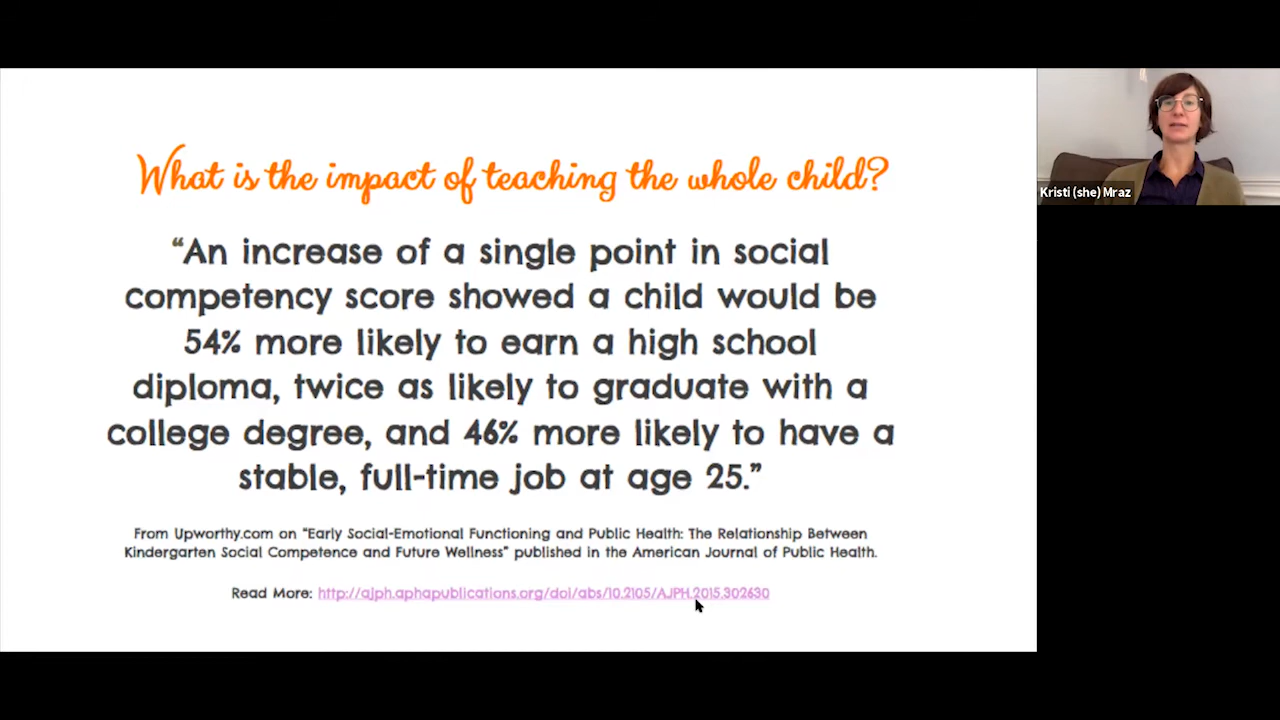 What is the impact of teaching the whole child?
“An increase of a single point in social
competency score showed a child would be
54% more likely to earn a high school
diploma, twice as likely to graduate with a
college degree, and 46% more likely to have a
stable, full-time job at age 25.”
From Upworthy.com on “Early Social-Emotional Functioning and Public Health: The Relationship Between
Kindergarten Social Competence and Future Wellness” published in the American Journal of Public Health.
Read More: http://ajph.aphapublications.org/doi/abs/10.2105/AJPH.2015.302630
Kristi (she) Mraz